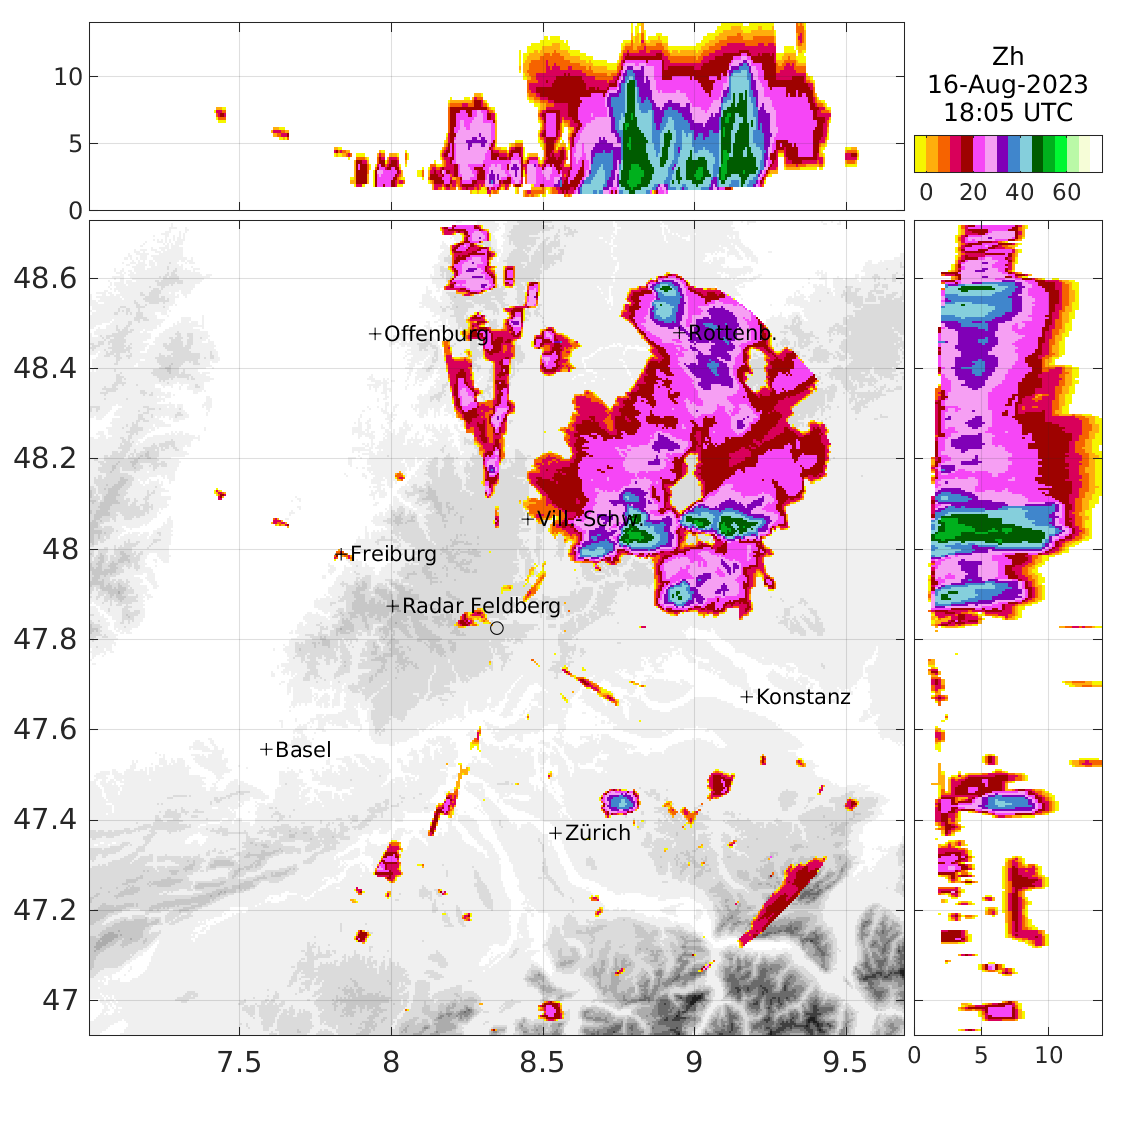 10
5
0
Zh
16-Aug-2023
18:05 UTC
0 20 40 60
48.6
48.4
48.2
48
47.8
47.6
47.4
47.2
47
Offenburg
Rottenb.
Vill.-Schw.
Freiburg
Radar Feldberg
Konstanz
Basel
Zürich
7.5 8 8.5 9 9.5
0 5 10